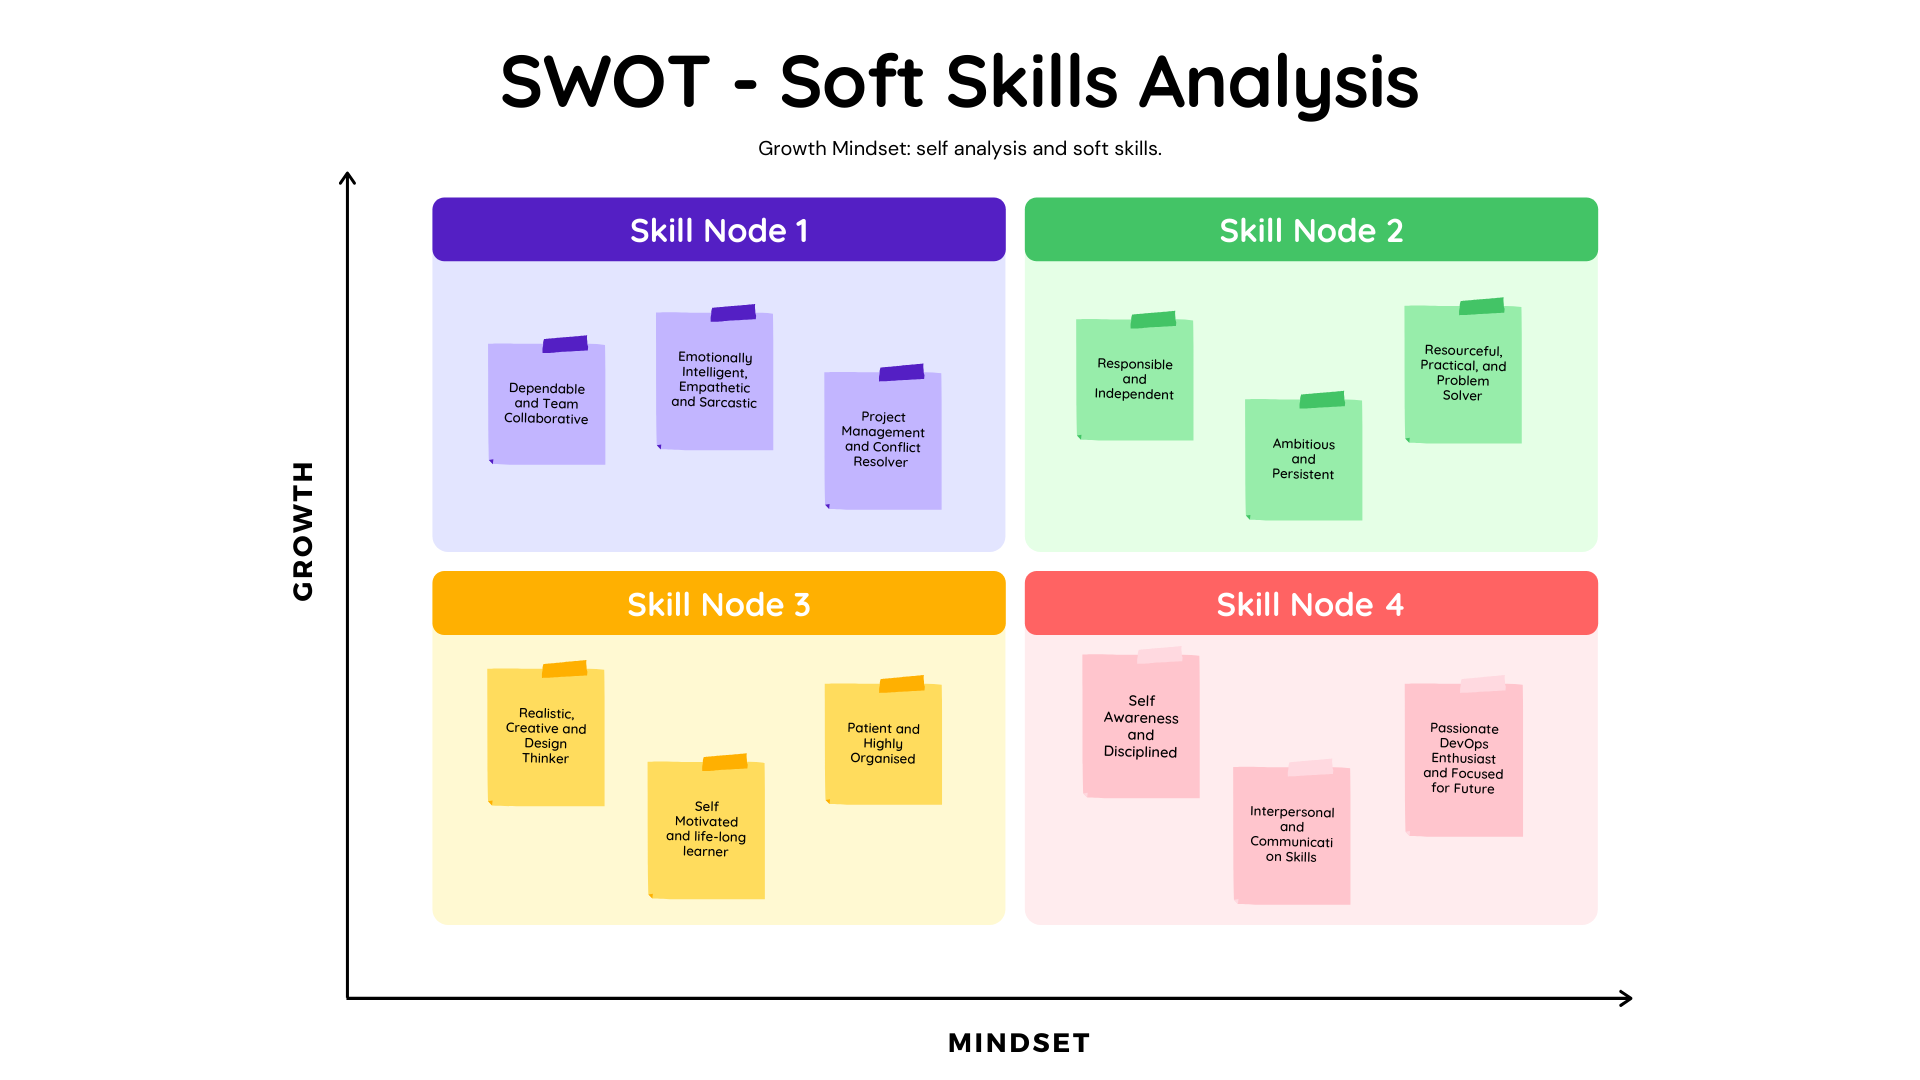 SWOT - Soft Skills Analysis
Growth Mindset: self analysis and soft skills.
GROWTH
Skill Node 1
Dependable
and Team
Collaborative
Emotionally
Intelligent,
Empathetic
and Sarcastic
Project
Management
and Conflict
Resolver
Skill Node 2
Responsible
and
Independent
Ambitious
and
Persistent
Resourceful,
Practical, and
Problem
Solver
Skill Node 3
Realistic,
Creative and
Design
Thinker
Self
Motivated
and life-long
learner
Patient and
Highly
Organised
Skill Node 4
Self
Awareness
and
Disciplined
Interpersonal
and
Communicati
on Skills
Passionate
DevOps
Enthusiast
and Focused
for Future
MINDSET